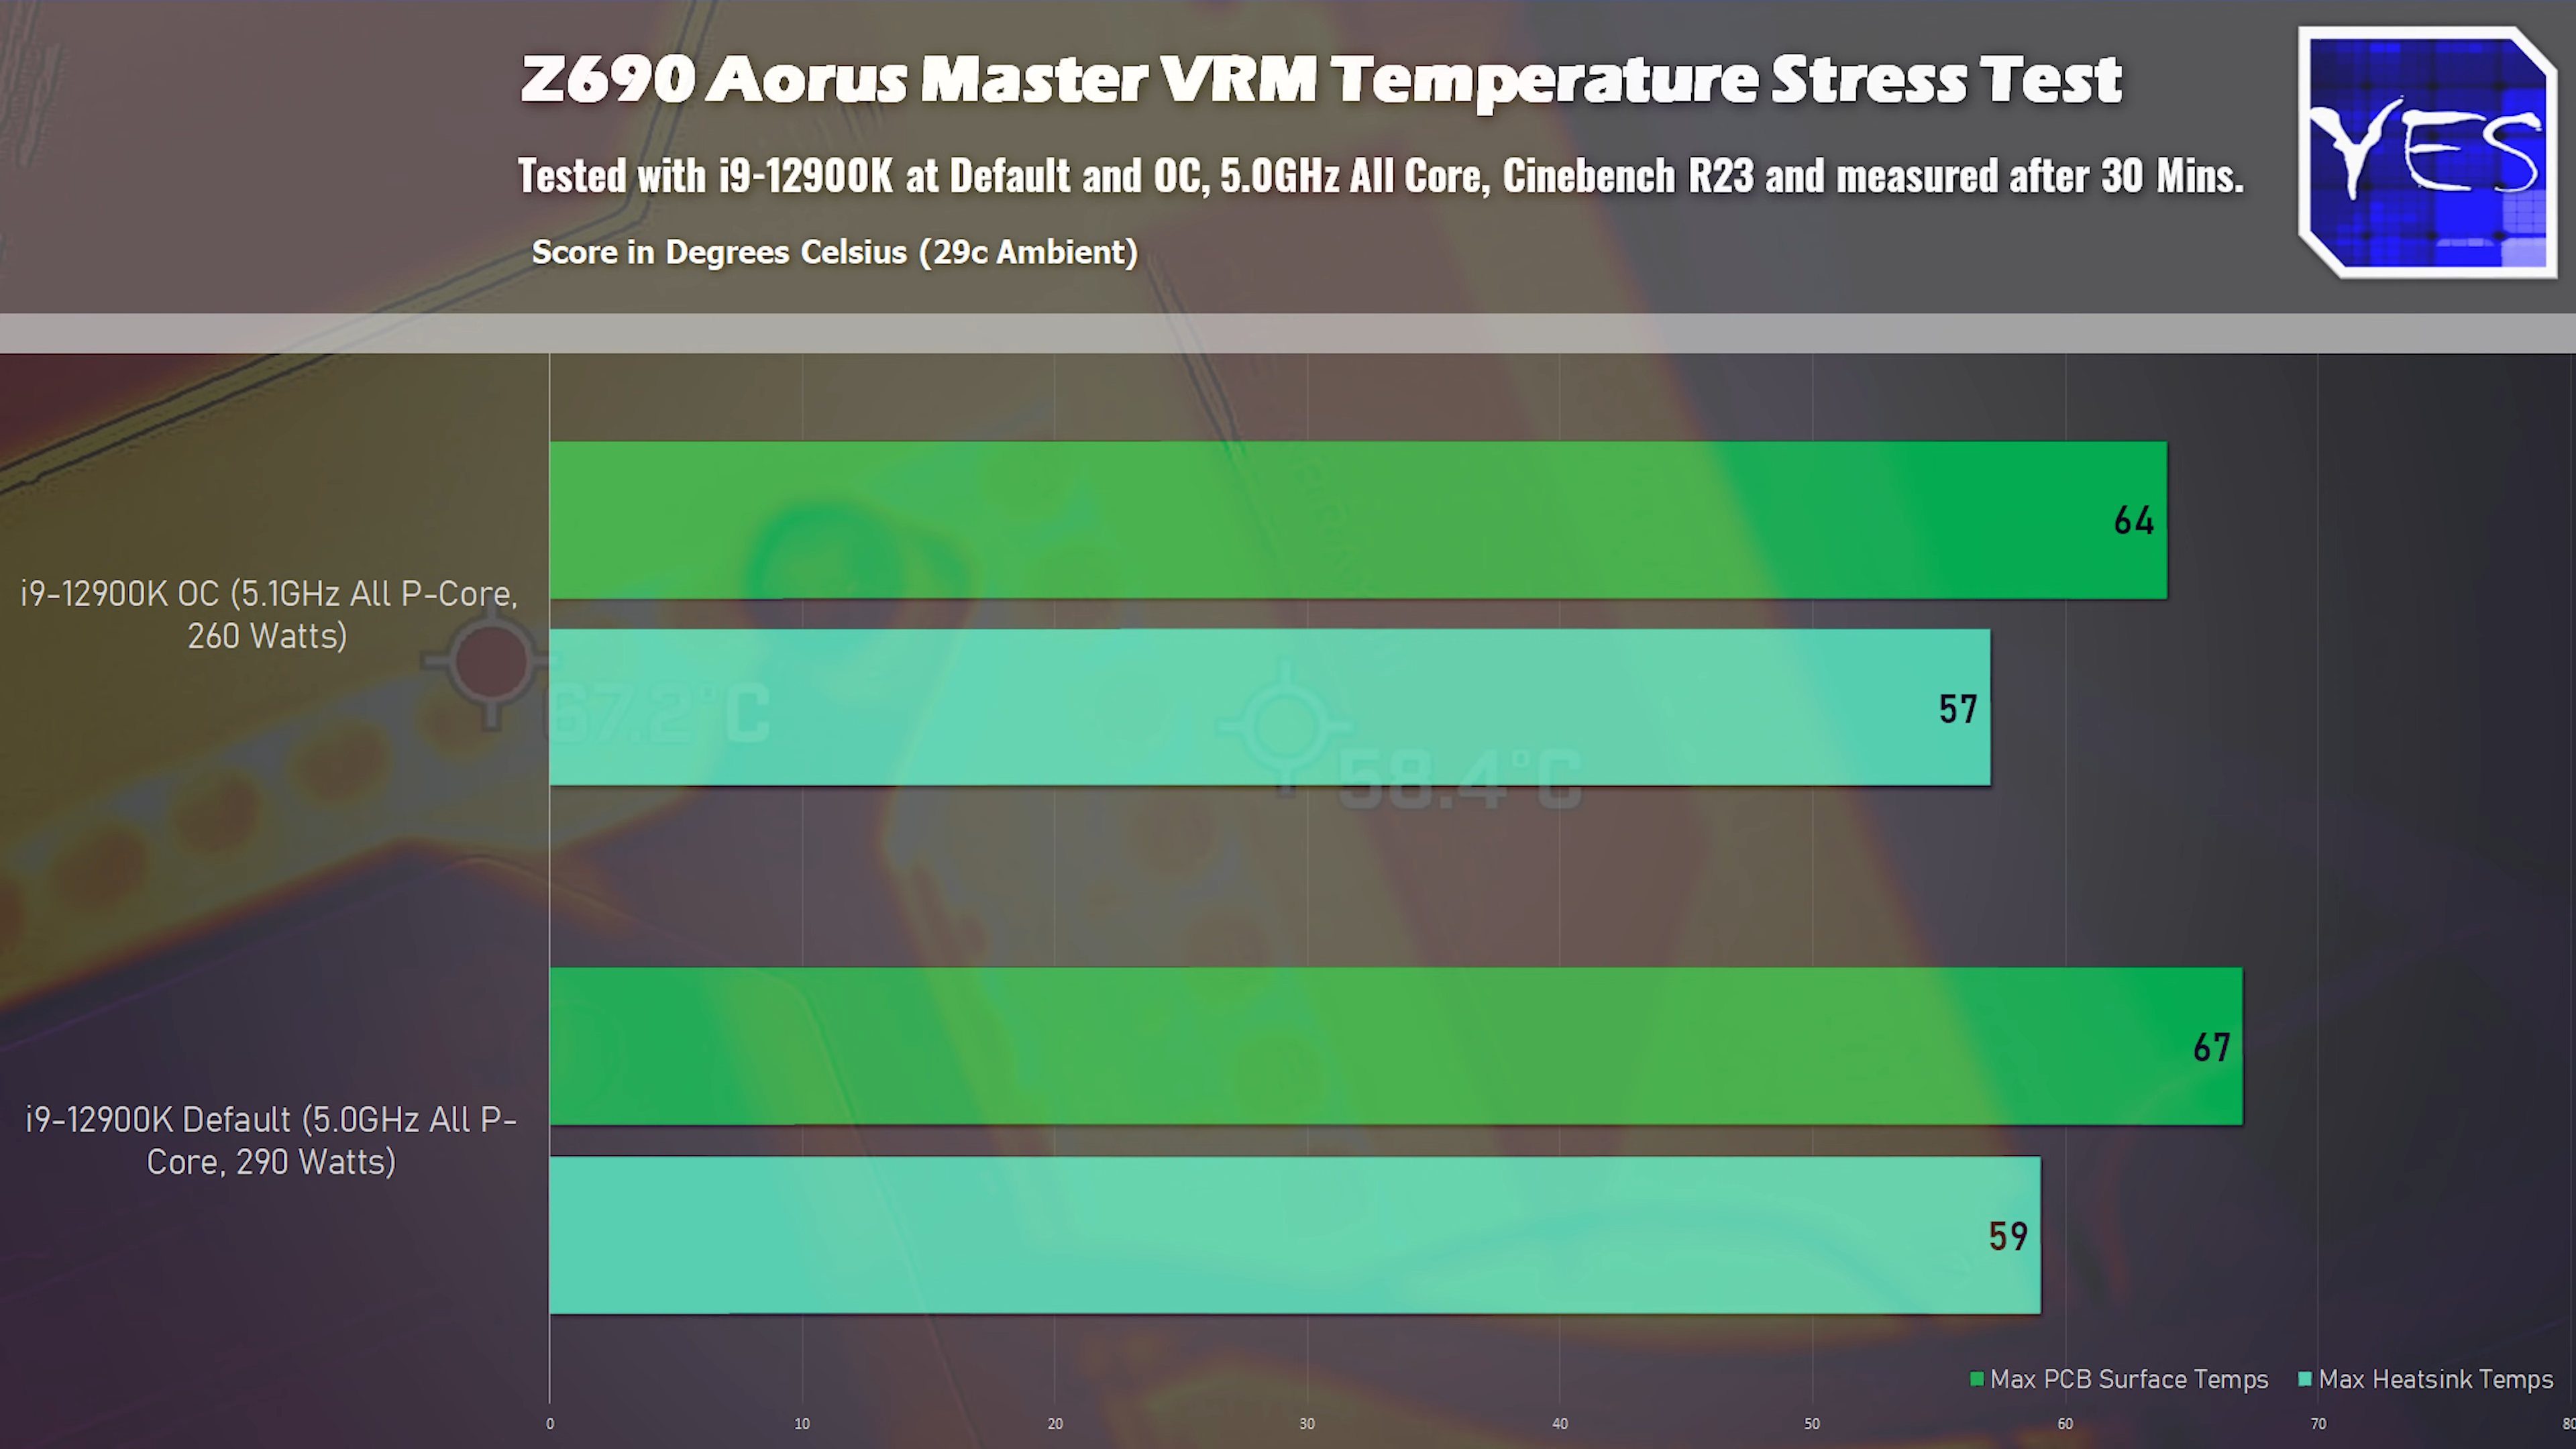 Z690 Aorus Master VRM Temperature Stress Test
YES
Tested with i9-12900K at Default and OC, 5.0GHz All Core, Cinebench R23 and measured after 30 Mins.
Score in Degrees Celsius (29c Ambient)
64
i9-12900K OC (5.1GHz All P-Core,
260 Watts)
57
67.2°C
58.4°C
67
i9-12900K Default (5.0GHz All P-
Core, 290 Watts)
59
Max PCB Surface Temps Max Heatsink Temps
0 10 20 30 40 50 60 70 80